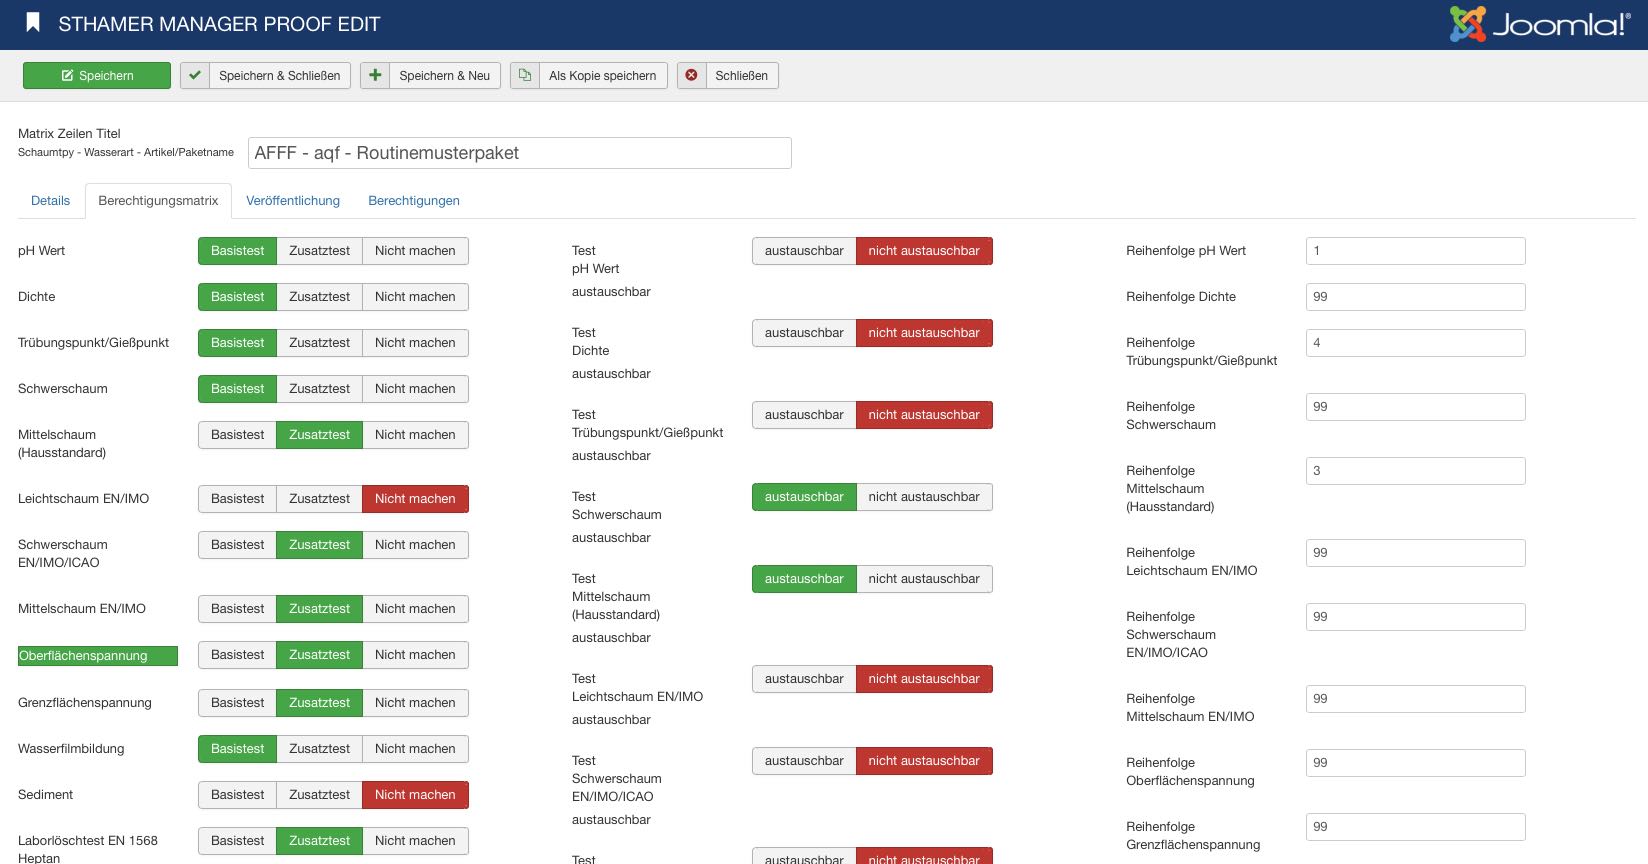 STHAMER MANAGER PROOF EDIT
Joomla!®
Speichern
Speichern & Schließen
Speichern & Neu
Als Kopie speichern
Schließen
Matrix Zeilen Titel
Schaumtpy - Wasserart - Artikel/Paketname
AFFF - aqf - Routinemusterpaket
Details
Berechtigungsmatrix
Veröffentlichung
Berechtigungen
pH Wert
Basistest Zusatztest Nicht machen
Dichte
Basistest Zusatztest Nicht machen
Trübungspunkt/Gießpunkt
Basistest Zusatztest Nicht machen
Schwerschaum
Basistest Zusatztest Nicht machen
Mittelschaum
(Hausstandard)
Basistest Zusatztest Nicht machen
Leichtschaum EN/IMO
Basistest Zusatztest Nicht machen
Schwerschaum
EN/IMO/ICAO
Basistest Zusatztest Nicht machen
Mittelschaum EN/IMO
Basistest Zusatztest Nicht machen
Oberflächenspannung
Basistest Zusatztest Nicht machen
Grenzflächenspannung
Basistest Zusatztest Nicht machen
Wasserfilmbildung
Basistest Zusatztest Nicht machen
Sediment
Basistest Zusatztest Nicht machen
Laborlöschtest EN 1568
Heptan
Basistest Zusatztest Nicht machen
Test
pH Wert
austauschbar
austauschbar nicht austauschbar
Test
Dichte
austauschbar
austauschbar nicht austauschbar
Test
Trübungspunkt/Gießpunkt
austauschbar
austauschbar nicht austauschbar
Test
Schwerschaum
austauschbar
austauschbar nicht austauschbar
Test
Mittelschaum
(Hausstandard)
austauschbar
austauschbar nicht austauschbar
Test
Leichtschaum EN/IMO
austauschbar
austauschbar nicht austauschbar
Test
Schwerschaum
EN/IMO/ICAO
austauschbar
austauschbar nicht austauschbar
Test
austauschbar nicht austauschbar
Reihenfolge pH Wert
1
Reihenfolge Dichte
99
Reihenfolge
Trübungspunkt/Gießpunkt
4
Reihenfolge
Schwerschaum
99
Reihenfolge
Mittelschaum
(Hausstandard)
3
Reihenfolge
Leichtschaum EN/IMO
99
Reihenfolge
Schwerschaum
EN/IMO/ICAO
99
Reihenfolge
Mittelschaum EN/IMO
99
Reihenfolge
Oberflächenspannung
99
Reihenfolge
Grenzflächenspannung
99